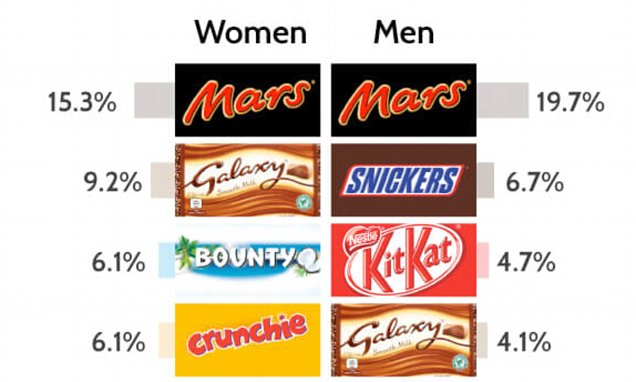 Women Men
15.3% Mars Mars 19.7%
9.2% Galaxy SNICKERS 6.7%
Smooth Milk
6.1% BOUNTY Nestle KitKat 4.7%
6.1% crunchie Galaxy 4.1%
Smooth Milk